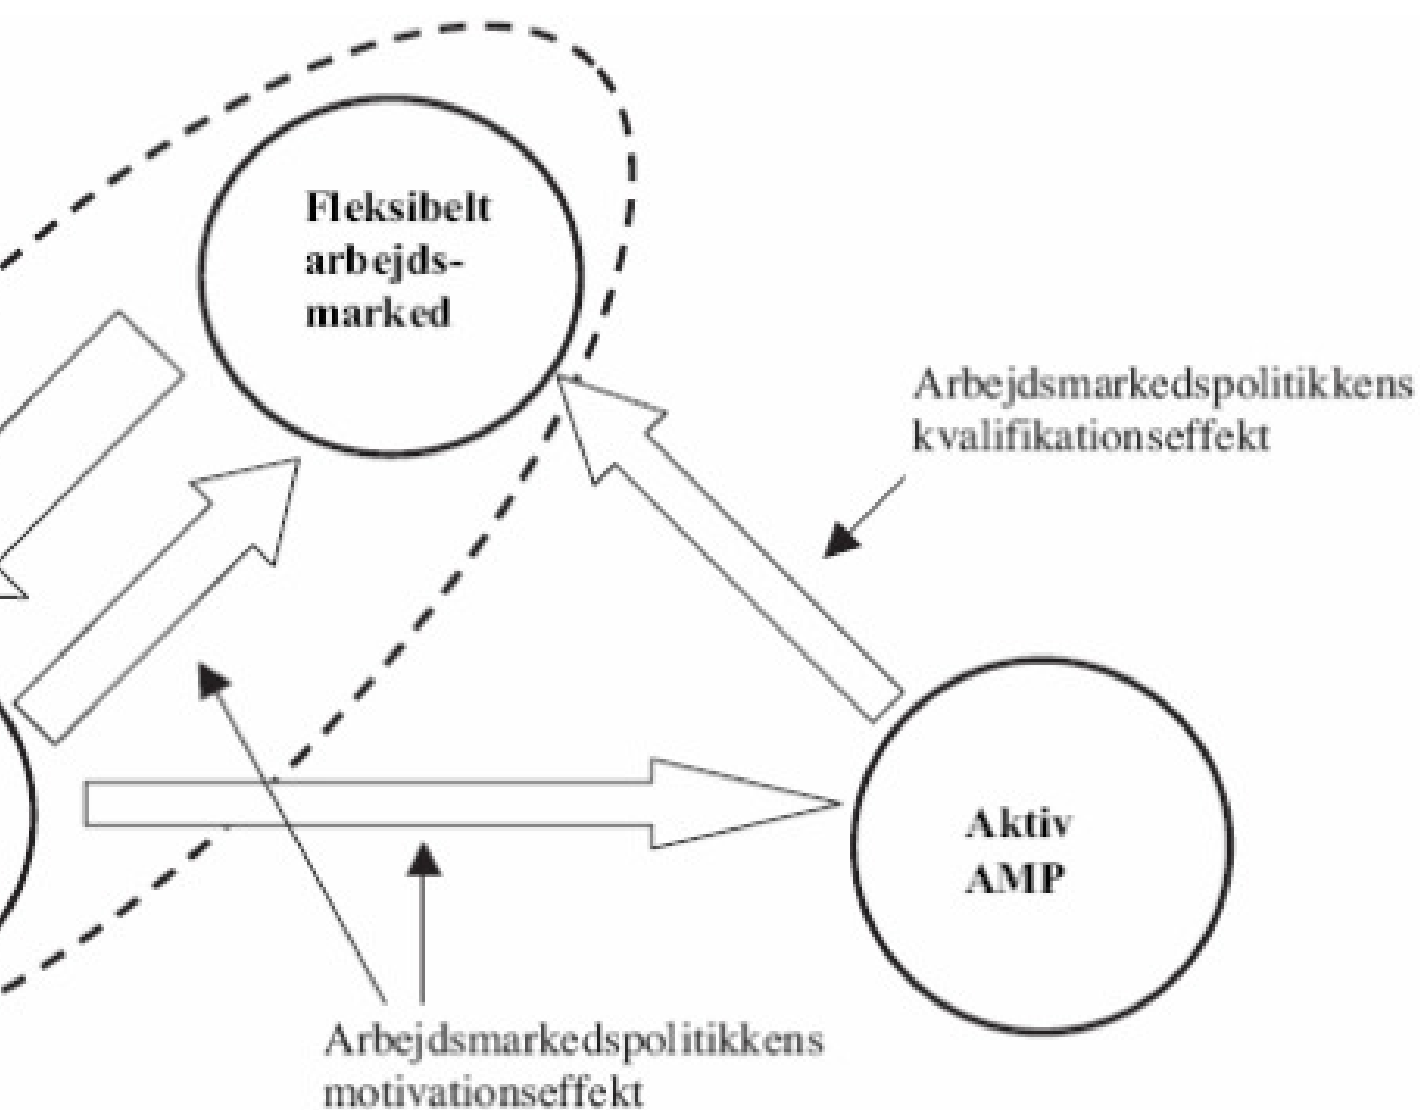 Fleksibelt
arbejds-
marked
Arbejdsmarkedspolitikkens
kvalifikationseffekt
Aktiv
AMP
Arbejdsmarkedspolitikkens
motivationseffekt